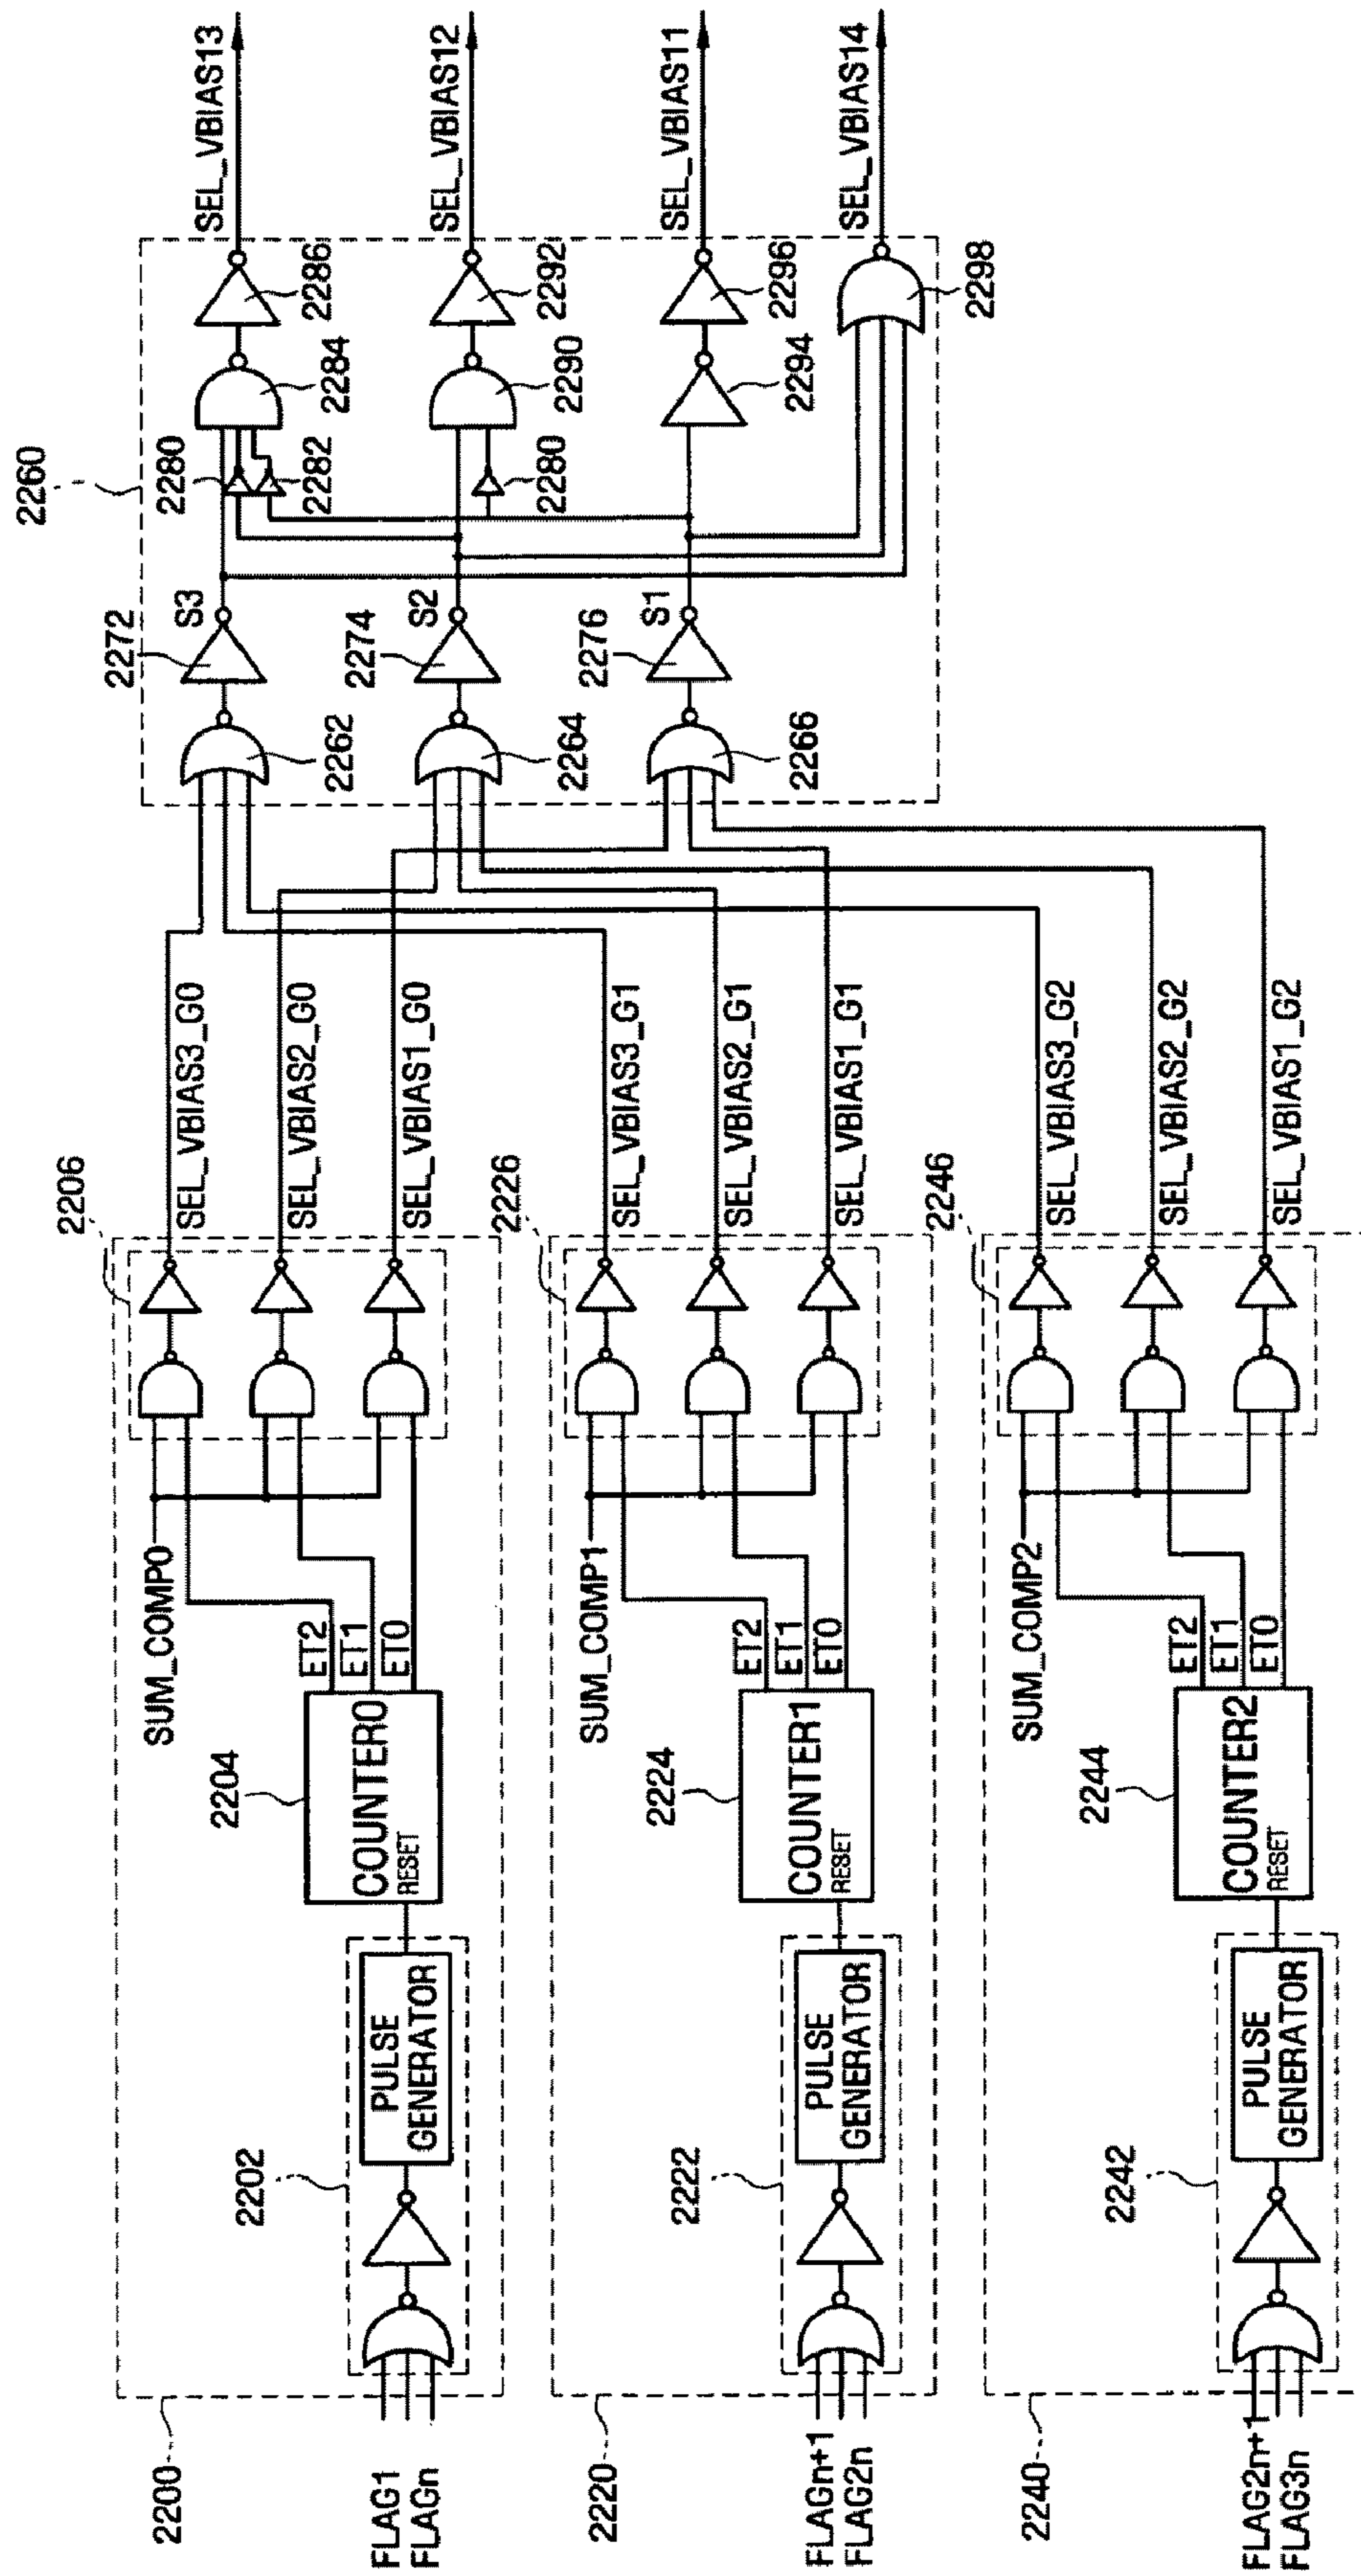 2200
FLAG1
FLAGn
2202
PULSE
GENERATOR
2204
COUNTER0
RESET
ET2
ET1
ET0
SUM_COMP0
2206
SEL_VBIAS3_G0
SEL_VBIAS2_G0
SEL_VBIAS1_G0
2220
FLAGn+1
FLAG2n
2222
PULSE
GENERATOR
2224
COUNTER1
RESET
ET2
ET1
ET0
SUM_COMP1
2226
SEL_VBIAS3_G1
SEL_VBIAS2_G1
SEL_VBIAS1_G1
2240
FLAG2n+1
FLAG3n
2242
PULSE
GENERATOR
2244
COUNTER2
RESET
ET2
ET1
ET0
SUM_COMP2
2246
SEL_VBIAS3_G2
SEL_VBIAS2_G2
SEL_VBIAS1_G2
2260
2262
2272
S3
2280
2282
2284
2286
SEL_VBIAS13
2264
2274
S2
2280
2290
2292
SEL_VBIAS12
2266
2276
S1
2294
2296
SEL_VBIAS11
2298
SEL_VBIAS14